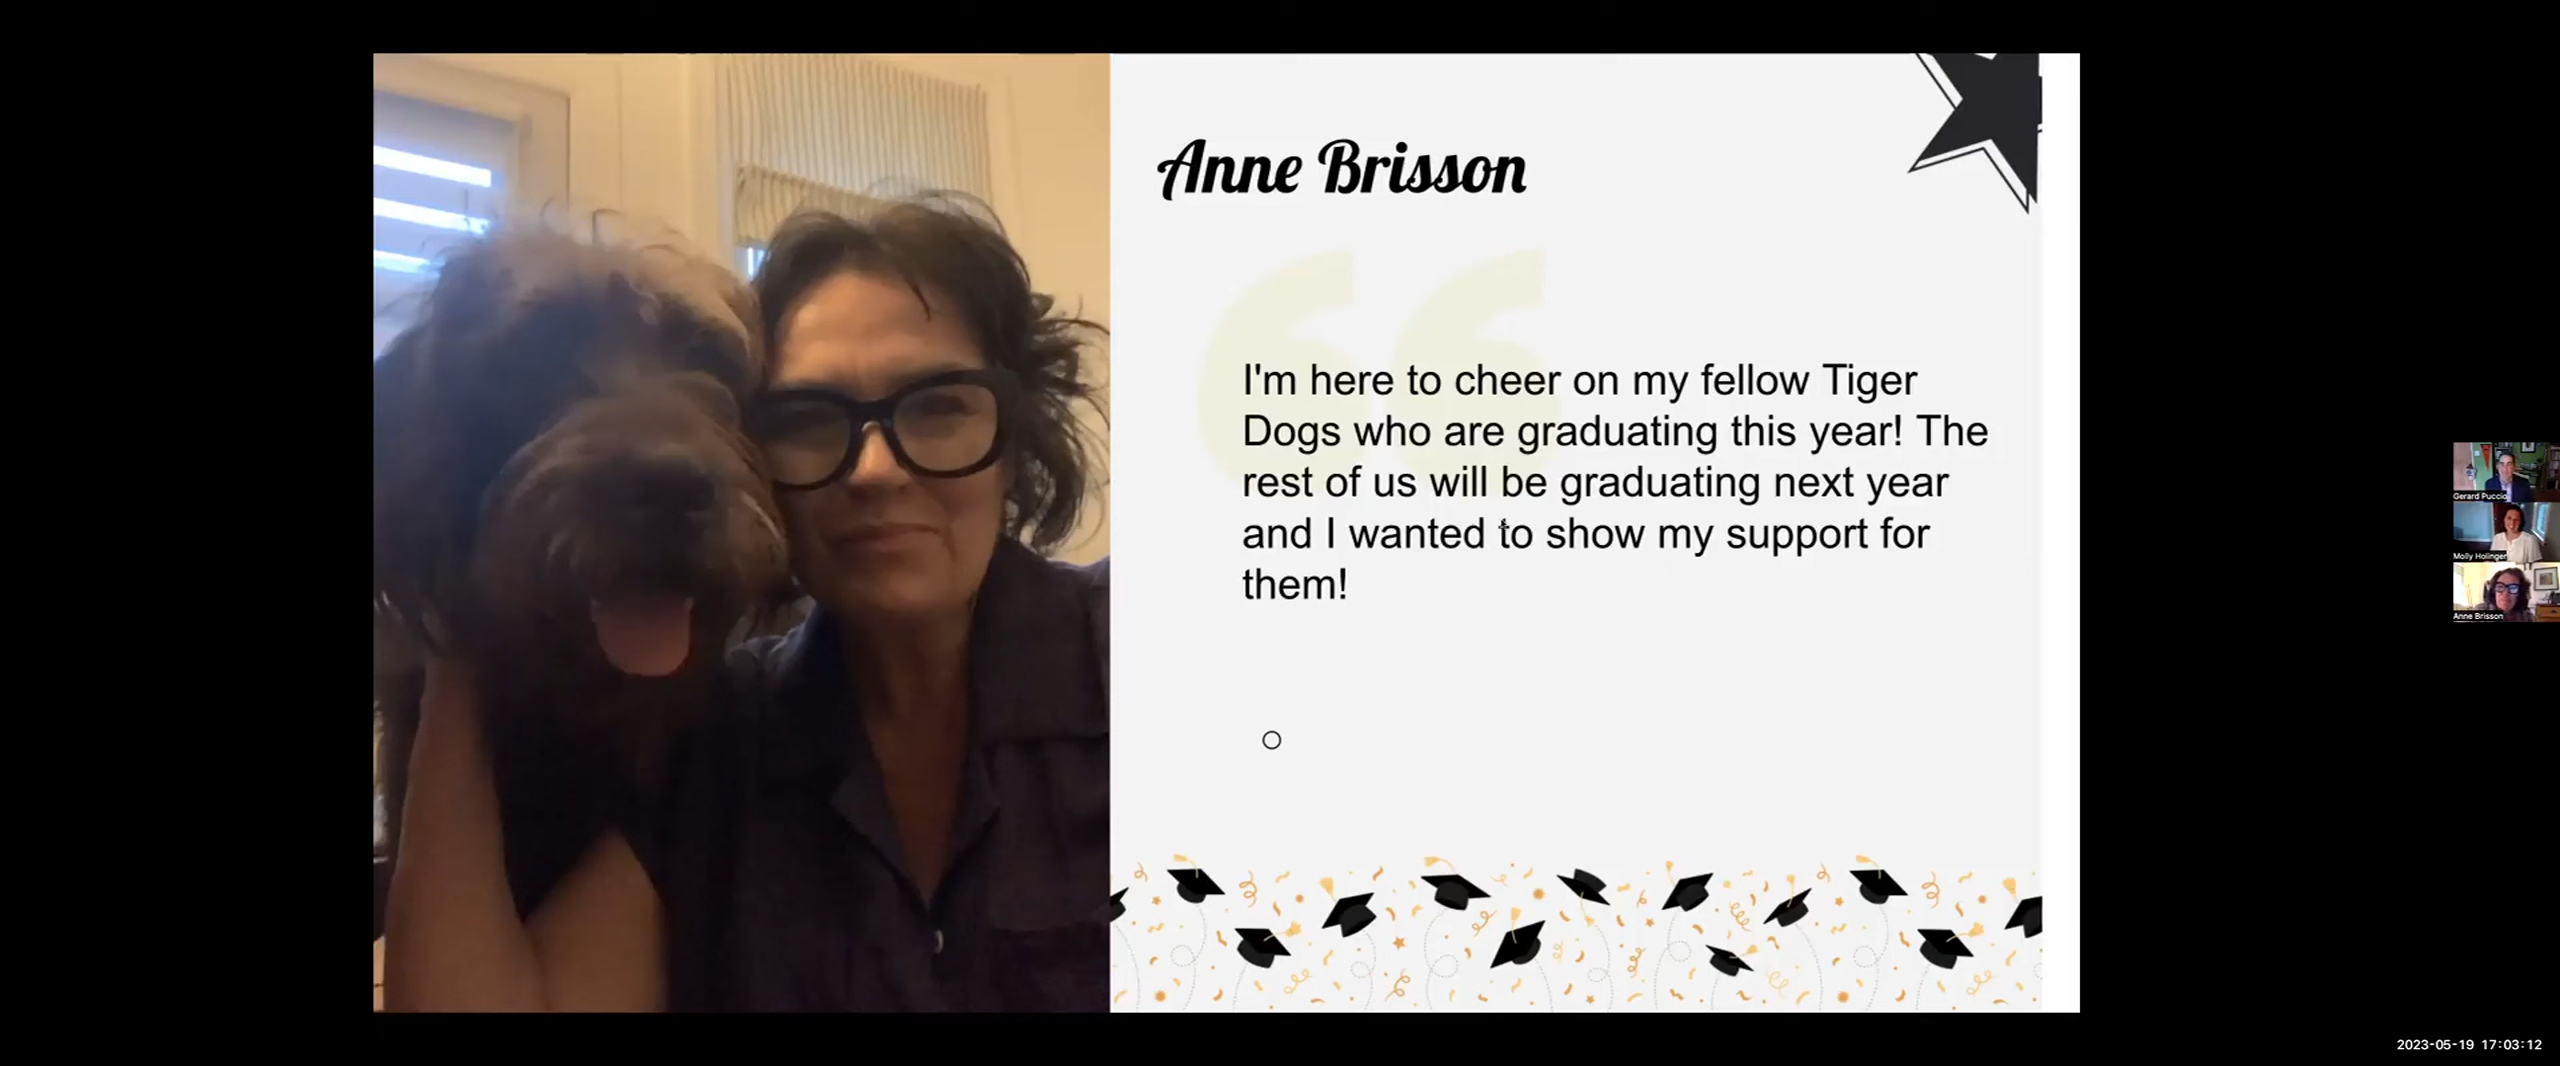 Anne Brisson
I'm here to cheer on my fellow Tiger
Dogs who are graduating this year! The
rest of us will be graduating next year
and I wanted to show my support for
them!
Gerard Puccio
Molly Holinger
Anne Brisson
2023-05-19 17:03:12